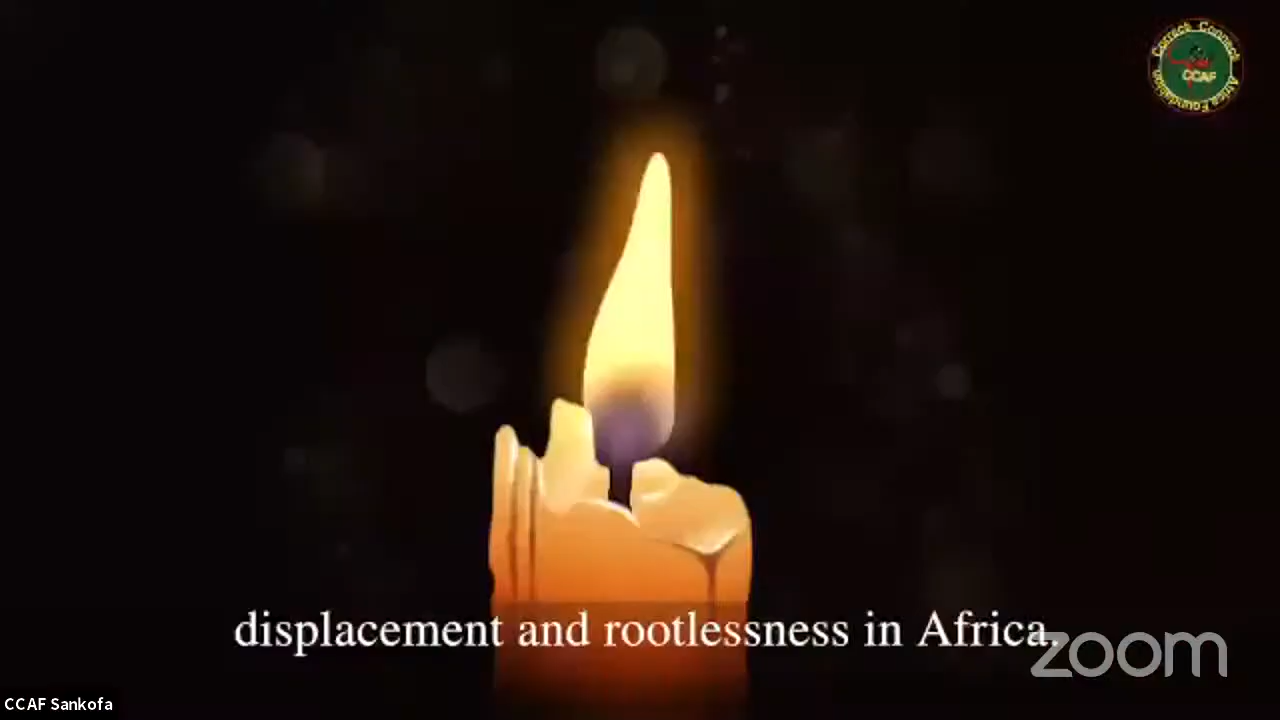 Correct Connect
CCAF
Africa Foundation
displacement and rootlessness in Africa,
zoom
CCAF Sankofa